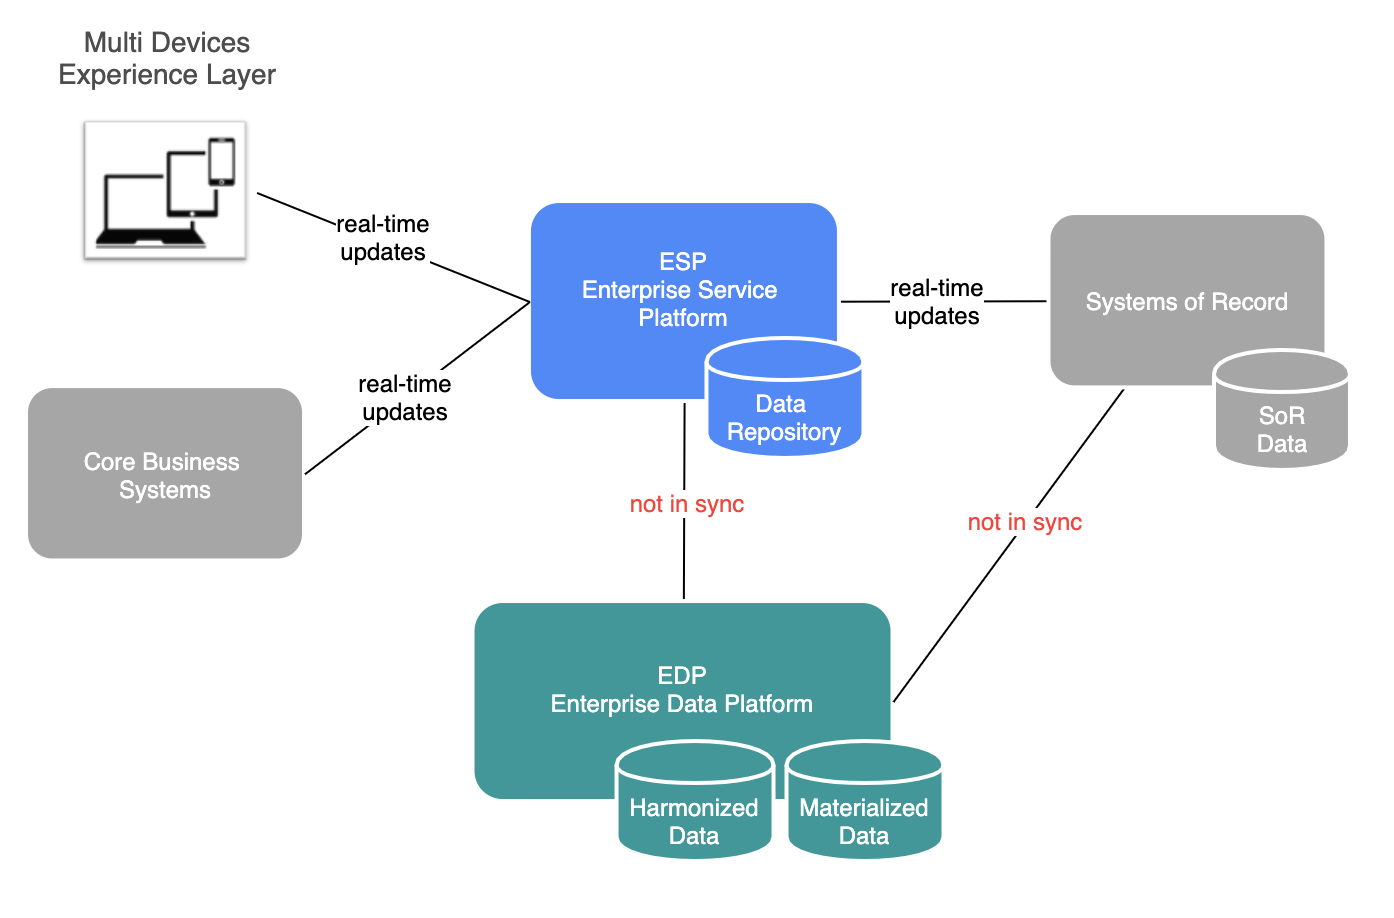 Multi Devices
Experience Layer
real-time
updates
ESP
Enterprise Service
Platform
Data
Repository
real-time
updates
Systems of Record
SoR
Data
real-time
updates
Core Business
Systems
not in sync
not in sync
EDP
Enterprise Data Platform
Harmonized
Data
Materialized
Data